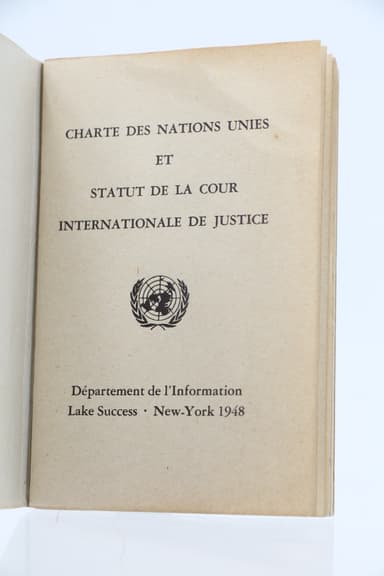 CHARTE DES NATIONS UNIES
ET
STATUT DE LA COUR
INTERNATIONALE DE JUSTICE
Département de l'Information
Lake Success · New-York 1948